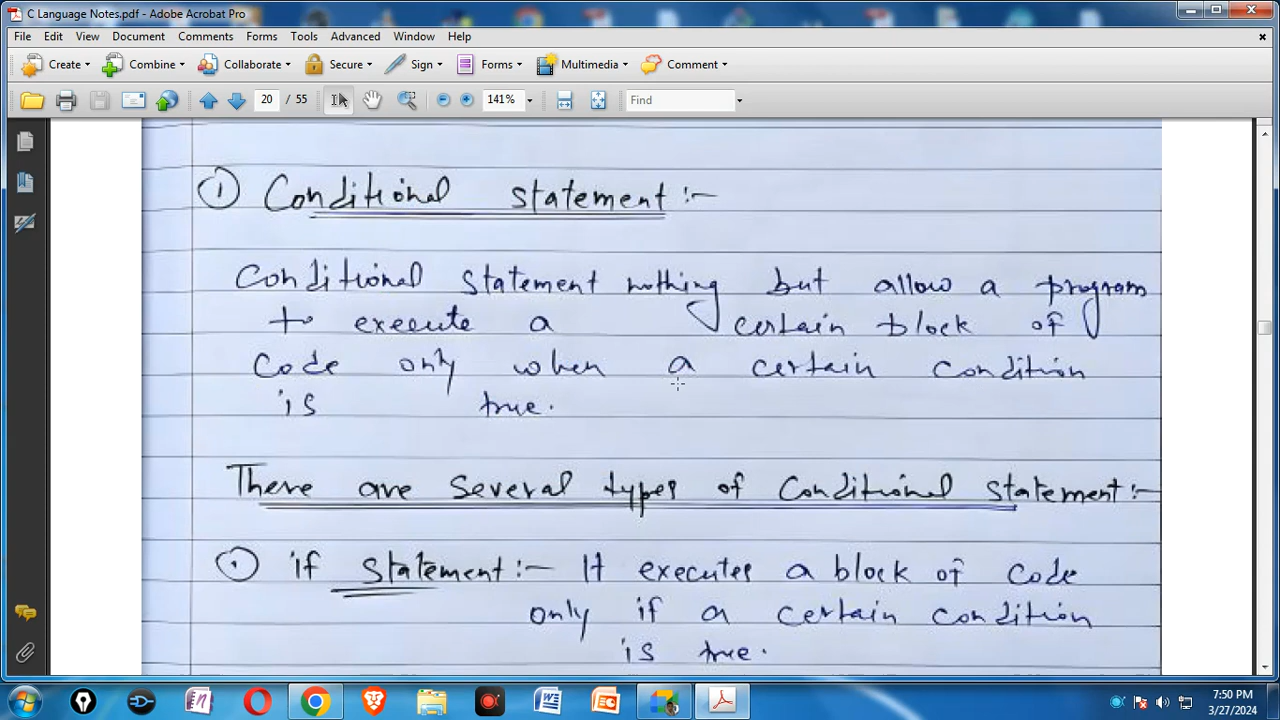 C Language Notes.pdf - Adobe Acrobat Pro
File Edit View Document Comments Forms Tools Advanced Window Help
Create Combine Collaborate Secure Sign Forms Multimedia Comment
20 / 55 141% Find
① Conditional statement :-
Conditional statement nothing but allow a program
to execute a certain block of
Code only when a certain condition
is true.
There are several types of Conditional statement :-
if statement :- It executes a block of Code
only if a certain condition
is true.
7:50 PM
3/27/2024